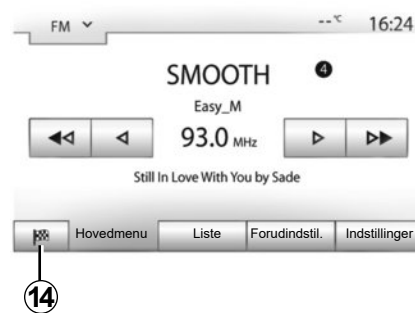 FM --°C 16:24
SMOOTH 4
Easy_M
93.0 MHz
Still In Love With You by Sade
Hovedmenu Liste Forudindstil. Indstillinger
14